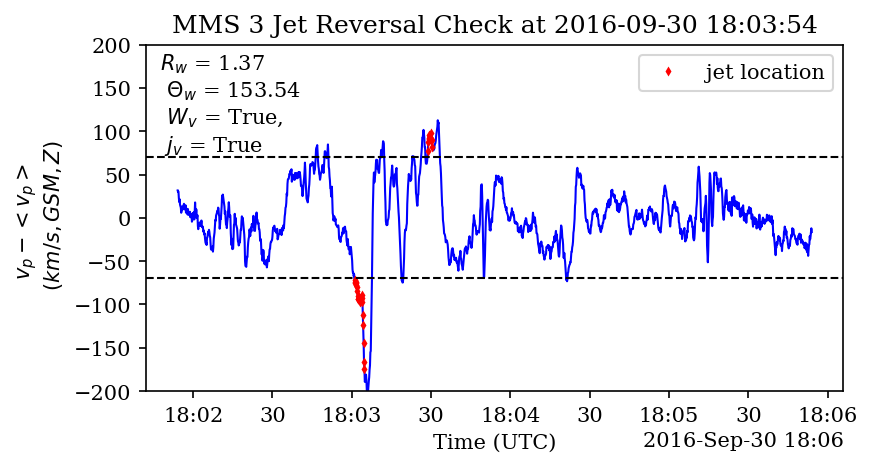 MMS 3 Jet Reversal Check at 2016-09-30 18:03:54
R_w = 1.37
Θ_w = 153.54
W_v = True,
j_v = True
jet location
v_p − < v_p >
(km/s, GSM, Z)
200
150
100
50
0
−50
−100
−150
−200
18:02 30 18:03 30 18:04 30 18:05 30 18:06
Time (UTC)
2016-Sep-30 18:06